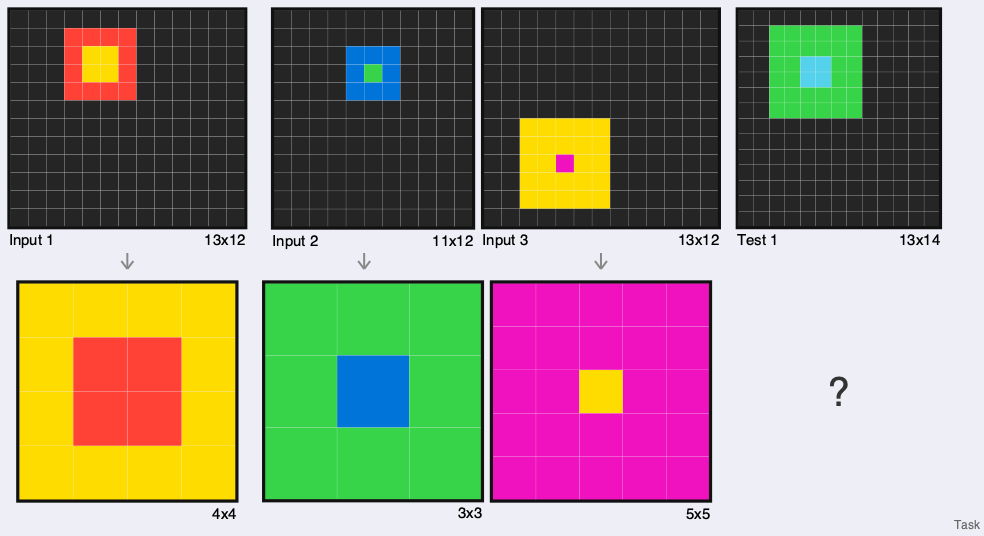 Input 1 13x12
Input 2 11x12
Input 3 13x12
Test 1 13x14
4x4
3x3
5x5
?
Task